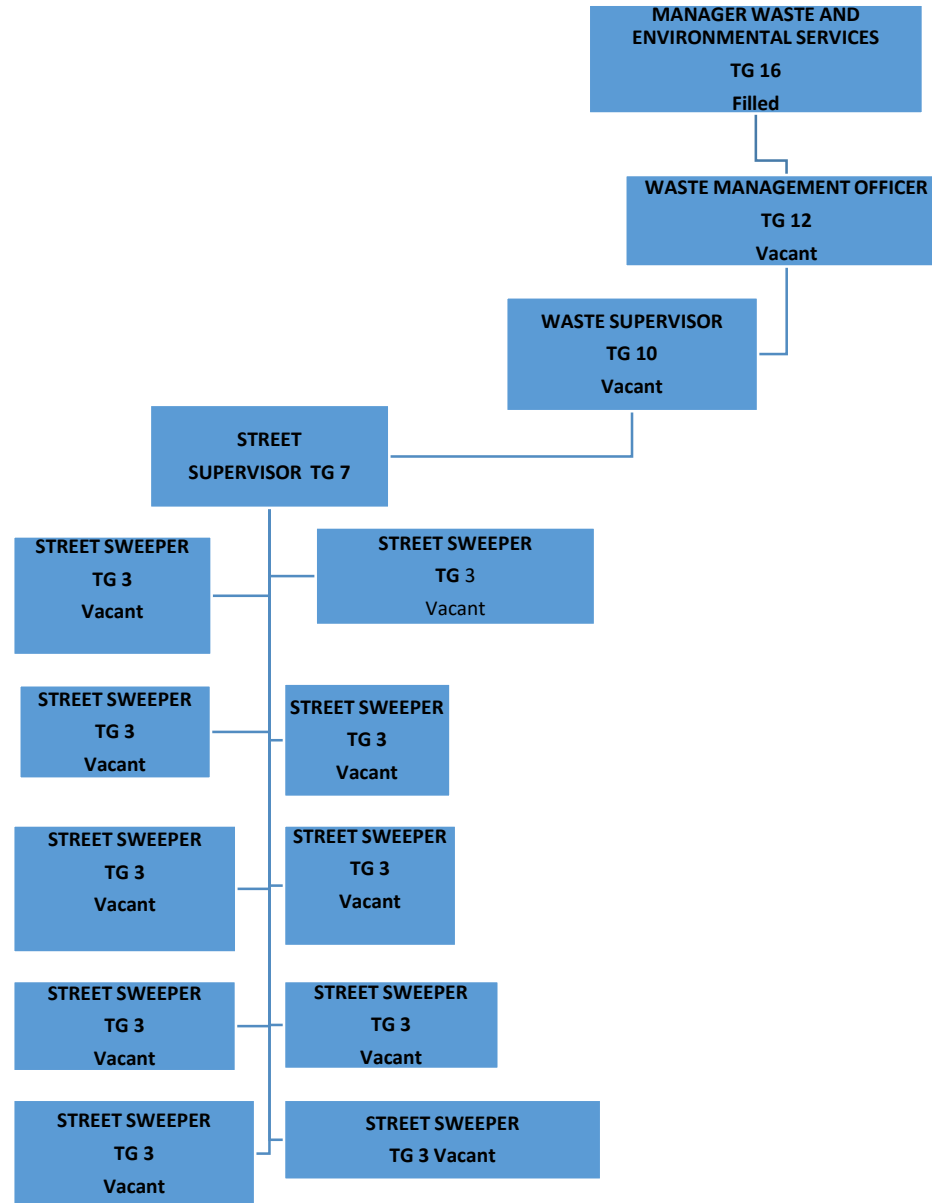 MANAGER WASTE AND
ENVIRONMENTAL SERVICES
TG 16
Filled
WASTE MANAGEMENT OFFICER
TG 12
Vacant
WASTE SUPERVISOR
TG 10
Vacant
STREET
SUPERVISOR TG 7
STREET SWEEPER
TG 3
Vacant
STREET SWEEPER
TG 3
Vacant
STREET SWEEPER
TG 3
Vacant
STREET SWEEPER
TG 3
Vacant
STREET SWEEPER
TG 3
Vacant
STREET SWEEPER
TG 3
Vacant
STREET SWEEPER
TG 3
Vacant
STREET SWEEPER
TG 3
Vacant
STREET SWEEPER
TG 3
Vacant
STREET SWEEPER
TG 3 Vacant